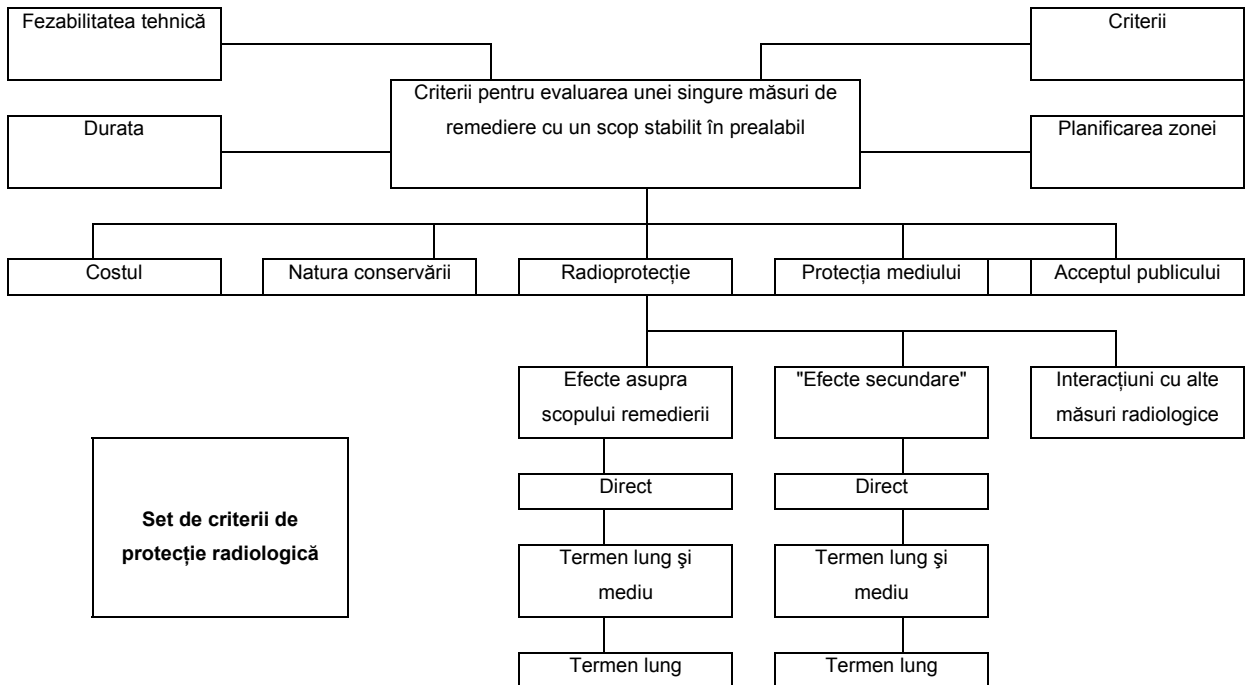 Fezabilitatea tehnică
Criterii
Criterii pentru evaluarea unei singure măsuri de
remediere cu un scop stabilit în prealabil
Durata
Planificarea zonei
Costul
Natura conservării
Radioprotecție
Protecția mediului
Acceptul publicului
Efecte asupra
scopului remedierii
"Efecte secundare"
Interacțiuni cu alte
măsuri radiologice
Direct
Direct
Set de criterii de
protecție radiologică
Termen lung şi
mediu
Termen lung şi
mediu
Termen lung
Termen lung